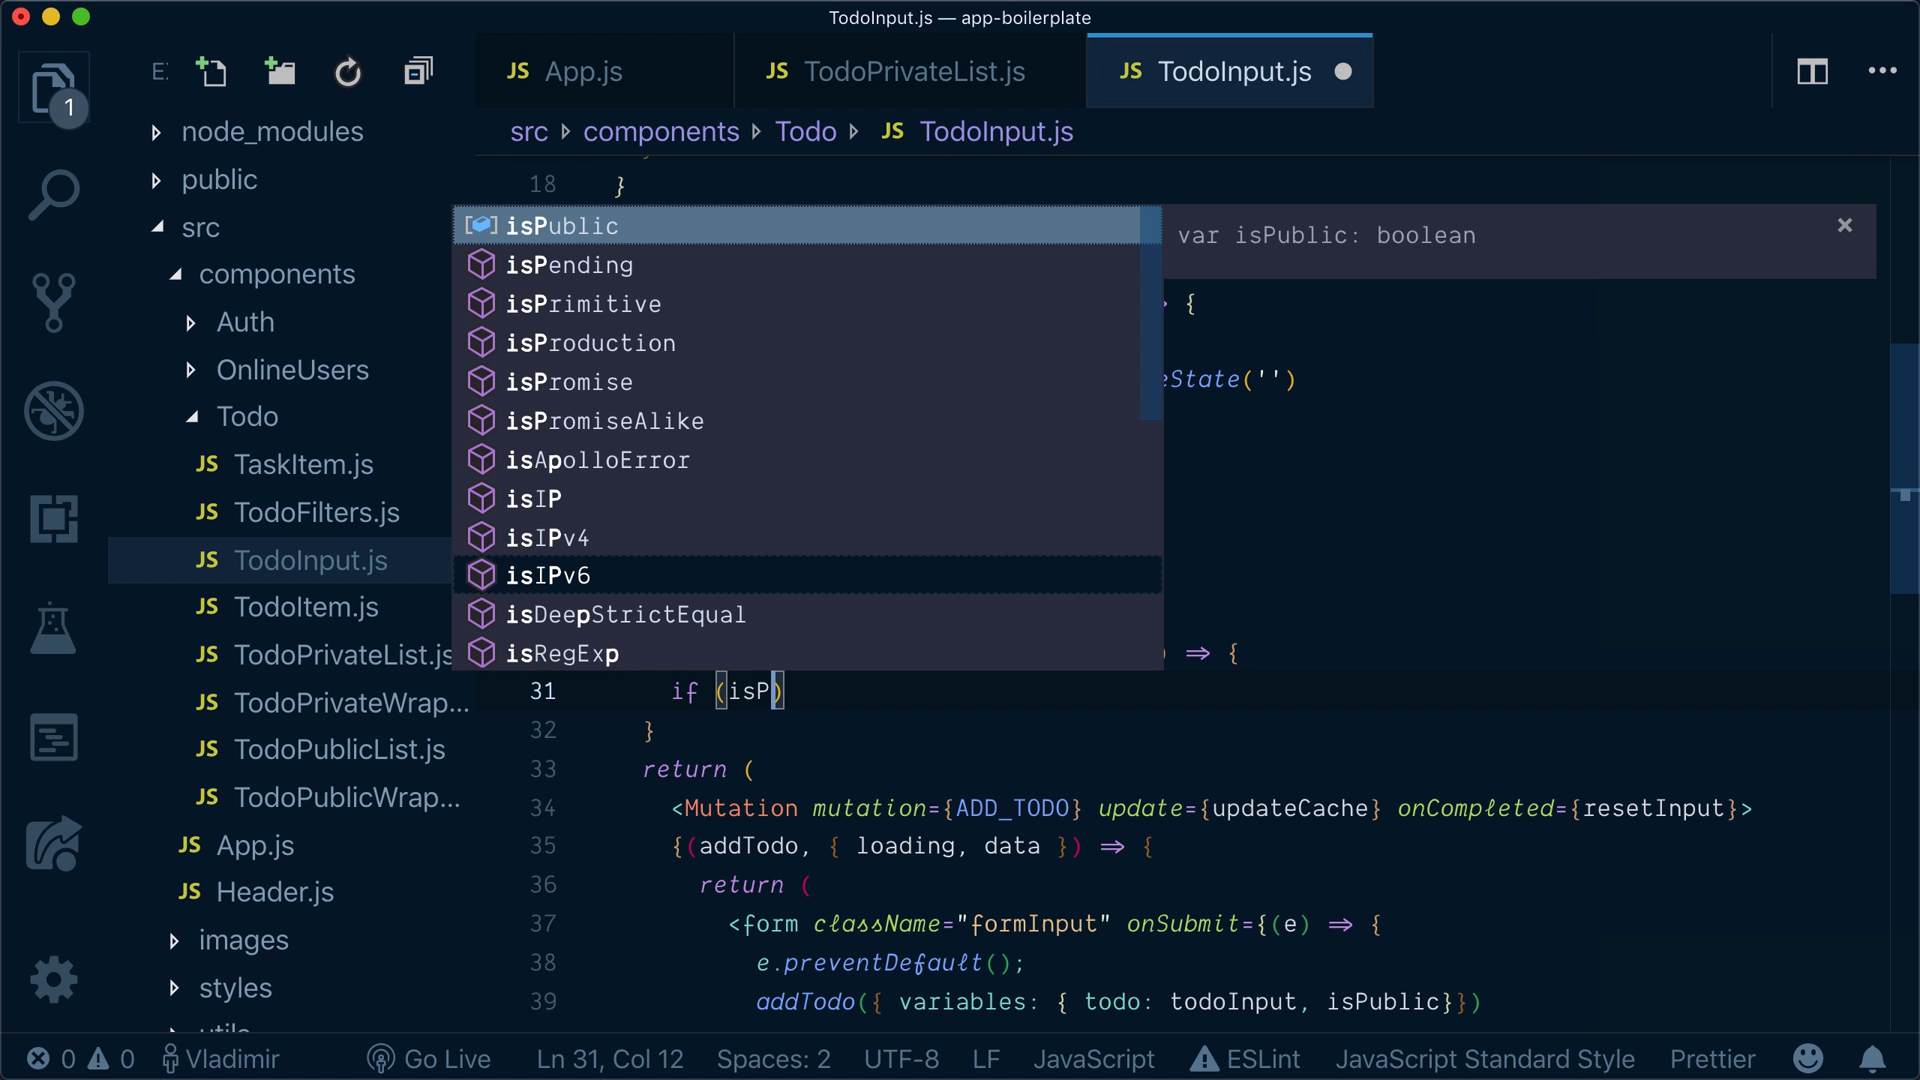 TodoInput.js — app-boilerplate
E:
JS App.js
JS TodoPrivateList.js
JS TodoInput.js
1
src components Todo JS TodoInput.js
node_modules
public
src
components
Auth
OnlineUsers
Todo
JS TaskItem.js
JS TodoFilters.js
JS TodoInput.js
JS TodoItem.js
JS TodoPrivateList.js
JS TodoPrivateWrap...
JS TodoPublicList.js
JS TodoPublicWrap...
JS App.js
JS Header.js
images
styles
18 }
isPublic
var isPublic: boolean
isPending
isPrimitive
{
isProduction
isPromise
eState('')
isPromiseAlike
isApolloError
isIP
isIPv4
isIPv6
isDeepStrictEqual
isRegExp
) => {
31 if (isP)
32 }
33 return (
34 <Mutation mutation={ADD_TODO} update={updateCache} onCompleted={resetInput}>
35 {(addTodo, { loading, data }) => {
36 return (
37 <form className="formInput" onSubmit={(e) => {
38 e.preventDefault();
39 addTodo({ variables: { todo: todoInput, isPublic}})
0 0 Vladimir Go Live Ln 31, Col 12 Spaces: 2 UTF-8 LF JavaScript ESLint JavaScript Standard Style Prettier